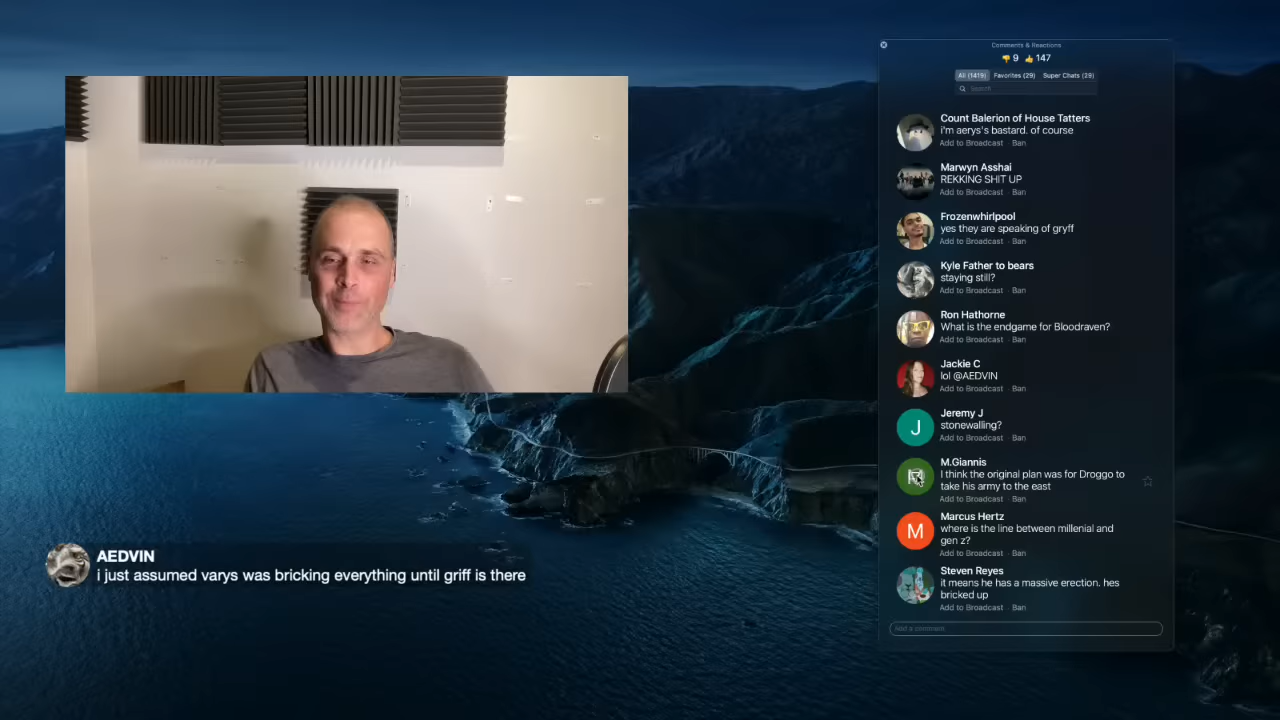 Comments & Reactions
👎 9 👍 147
All (1419) Favorites (29) Super Chats (29)
Search
Count Balerion of House Tatters
i'm aerys's bastard. of course
Add to Broadcast · Ban
Marwyn Asshai
REKKING SHIT UP
Add to Broadcast · Ban
Frozenwhirlpool
yes they are speaking of gryff
Add to Broadcast · Ban
Kyle Father to bears
staying still?
Add to Broadcast · Ban
Ron Hathorne
What is the endgame for Bloodraven?
Add to Broadcast · Ban
Jackie C
lol @AEDVIN
Add to Broadcast · Ban
J
Jeremy J
stonewalling?
Add to Broadcast · Ban
M.Giannis
I think the original plan was for Droggo to
take his army to the east
Add to Broadcast · Ban
M
Marcus Hertz
where is the line between millenial and
gen z?
Add to Broadcast · Ban
Steven Reyes
it means he has a massive erection. hes
bricked up
Add to Broadcast · Ban
Add a comment
AEDVIN
i just assumed varys was bricking everything until griff is there